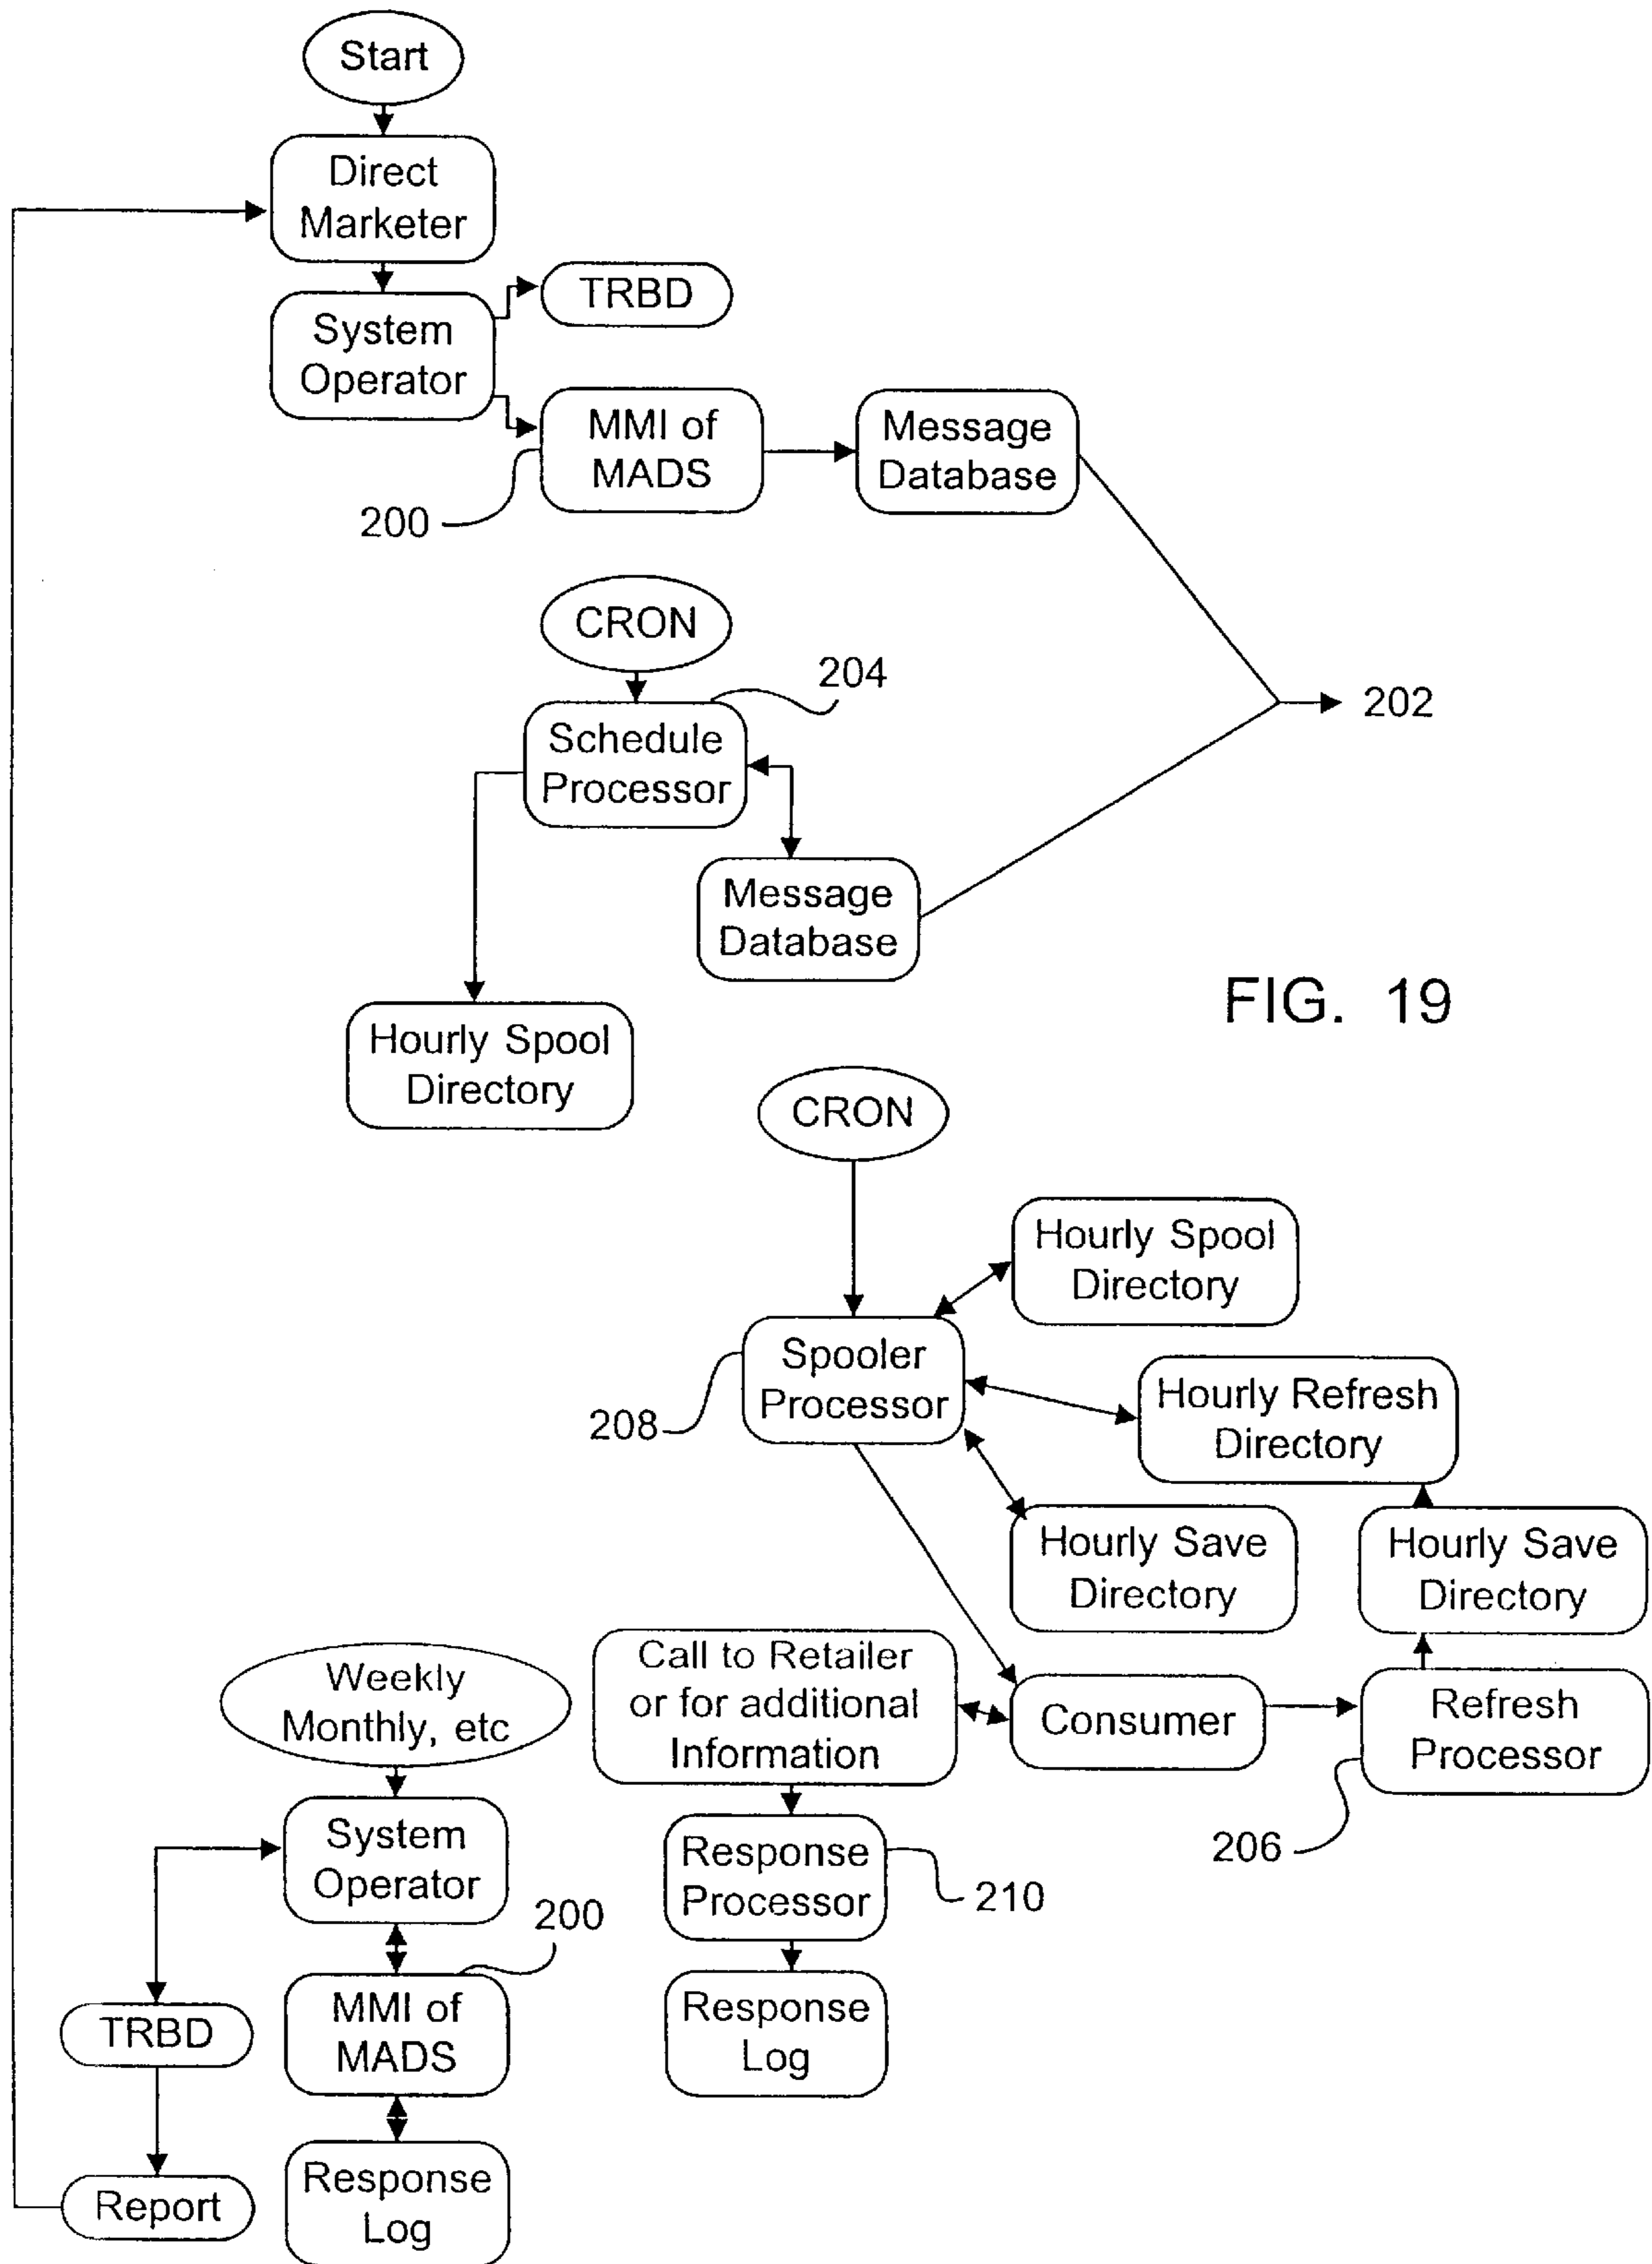 Start
Direct
Marketer
TRBD
System
Operator
MMI of
MADS
Message
Database
200
CRON
204
202
Schedule
Processor
Message
Database
FIG. 19
Hourly Spool
Directory
CRON
Hourly Spool
Directory
Spooler
Processor
208
Hourly Refresh
Directory
Hourly Save
Directory
Hourly Save
Directory
Call to Retailer
or for additional
Information
Weekly
Monthly, etc
Consumer
Refresh
Processor
206
System
Operator
Response
Processor
210
200
TRBD
MMI of
MADS
Response
Log
Report
Response
Log